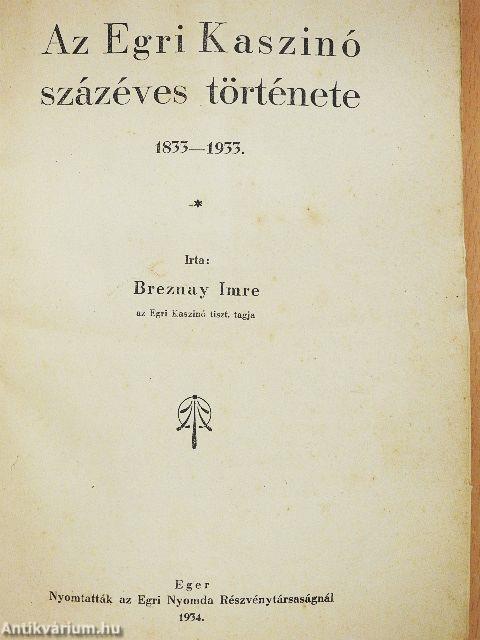 Az Egri Kaszinó
százéves története
1833—1933.
*
Irta:
Breznay Imre
az Egri Kaszinó tiszt. tagja
Eger
Nyomtatták az Egri Nyomda Részvénytársaságnál
1934.
Antikvárium.hu